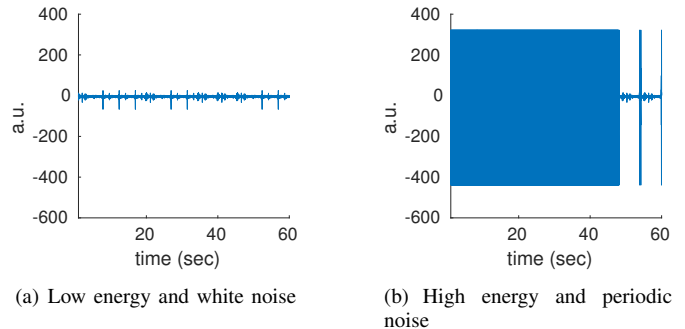 400
200
0
-200
-400
-600
a.u.
20
40
60
time (sec)
(a) Low energy and white noise
400
200
0
-200
-400
-600
a.u.
20
40
60
time (sec)
(b) High energy and periodic
noise